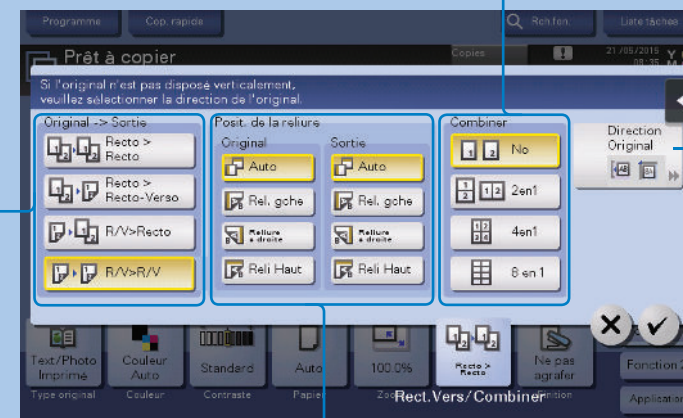 Programme
Cop. rapide
Rch.fon.
Liste tâches
Prêt à copier
Copies
21/05/2015
09:35
Si l'original n'est pas disposé verticalement,
veuillez sélectionner la direction de l'original.
Original -> Sortie
Recto >
Recto
Recto >
Recto-Verso
R/V>Recto
R/V>R/V
Posit. de la reliure
Original
Sortie
Auto
Auto
Rel. gche
Rel. gche
Reliure
à droite
Reliure
à droite
Reli Haut
Reli Haut
Combiner
No
2en1
4en1
8 en 1
Direction
Original
Text/Photo
Imprimé
Type original
Couleur
Auto
Couleur
Standard
Contraste
Auto
Papier
100.0%
Recto >
Recto
Rect.Vers/Combiner
Ne pas
agrafer
Fonction 2
Application